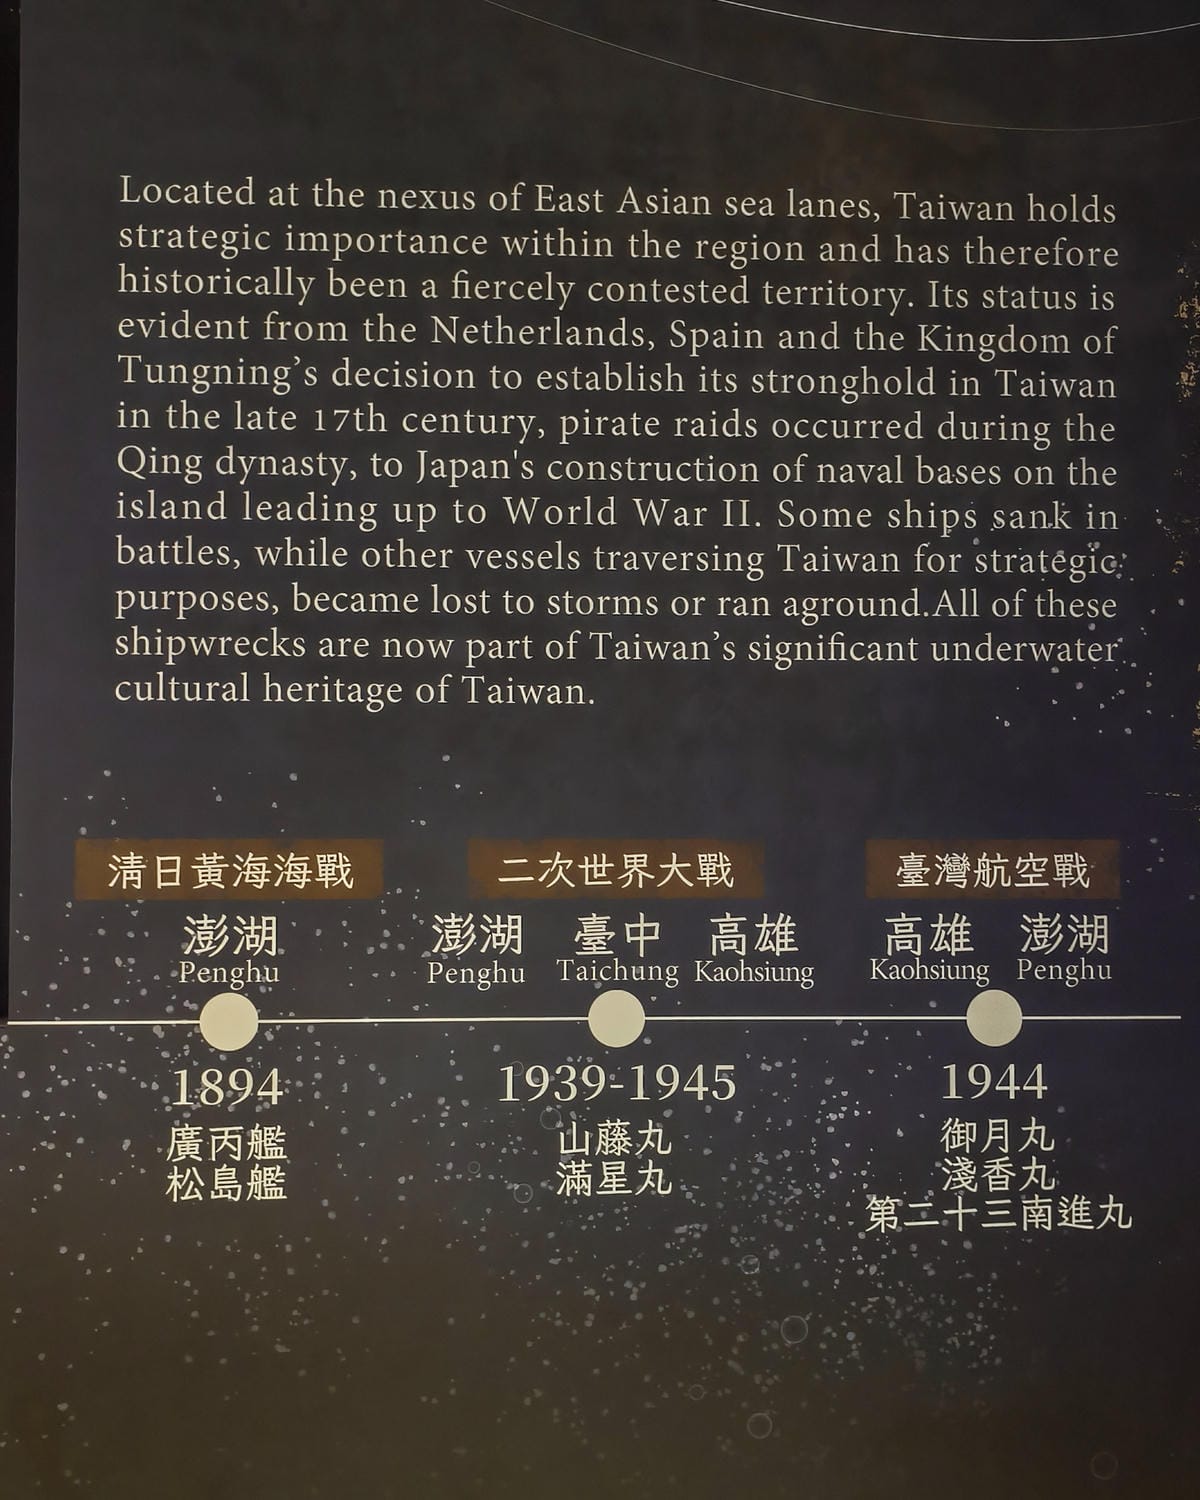 Located at the nexus of East Asian sea lanes, Taiwan holds
strategic importance within the region and has therefore
historically been a fiercely contested territory. Its status is
evident from the Netherlands, Spain and the Kingdom of
Tungning’s decision to establish its stronghold in Taiwan
in the late 17th century, pirate raids occurred during the
Qing dynasty, to Japan's construction of naval bases on the
island leading up to World War II. Some ships sank in
battles, while other vessels traversing Taiwan for strategic
purposes, became lost to storms or ran aground.All of these
shipwrecks are now part of Taiwan’s significant underwater
cultural heritage of Taiwan.
清日黃海海戰
澎湖
Penghu
1894
廣丙艦
松島艦
二次世界大戰
澎湖 臺中 高雄
Penghu Taichung Kaohsiung
1939-1945
山藤丸
滿星丸
臺灣航空戰
高雄 澎湖
Kaohsiung Penghu
1944
御月丸
淺香丸
第二十三南進丸